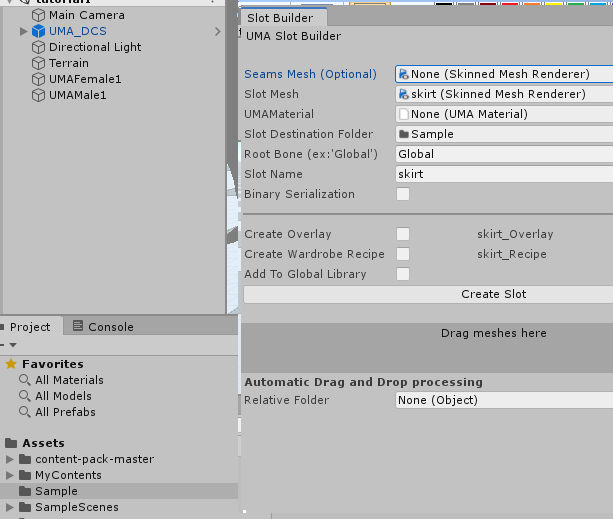 tutorial1
Main Camera
UMA_DCS
Directional Light
Terrain
UMAFemale1
UMAMale1
Slot Builder
UMA Slot Builder
Seams Mesh (Optional) None (Skinned Mesh Renderer)
Slot Mesh skirt (Skinned Mesh Renderer)
UMAMaterial None (UMA Material)
Slot Destination Folder Sample
Root Bone (ex:'Global') Global
Slot Name skirt
Binary Serialization
Create Overlay skirt_Overlay
Create Wardrobe Recipe skirt_Recipe
Add To Global Library
Create Slot
Drag meshes here
Automatic Drag and Drop processing
Relative Folder None (Object)
Project Console
Favorites
All Materials
All Models
All Prefabs
Assets
content-pack-master
MyContents
Sample
SampleScenes